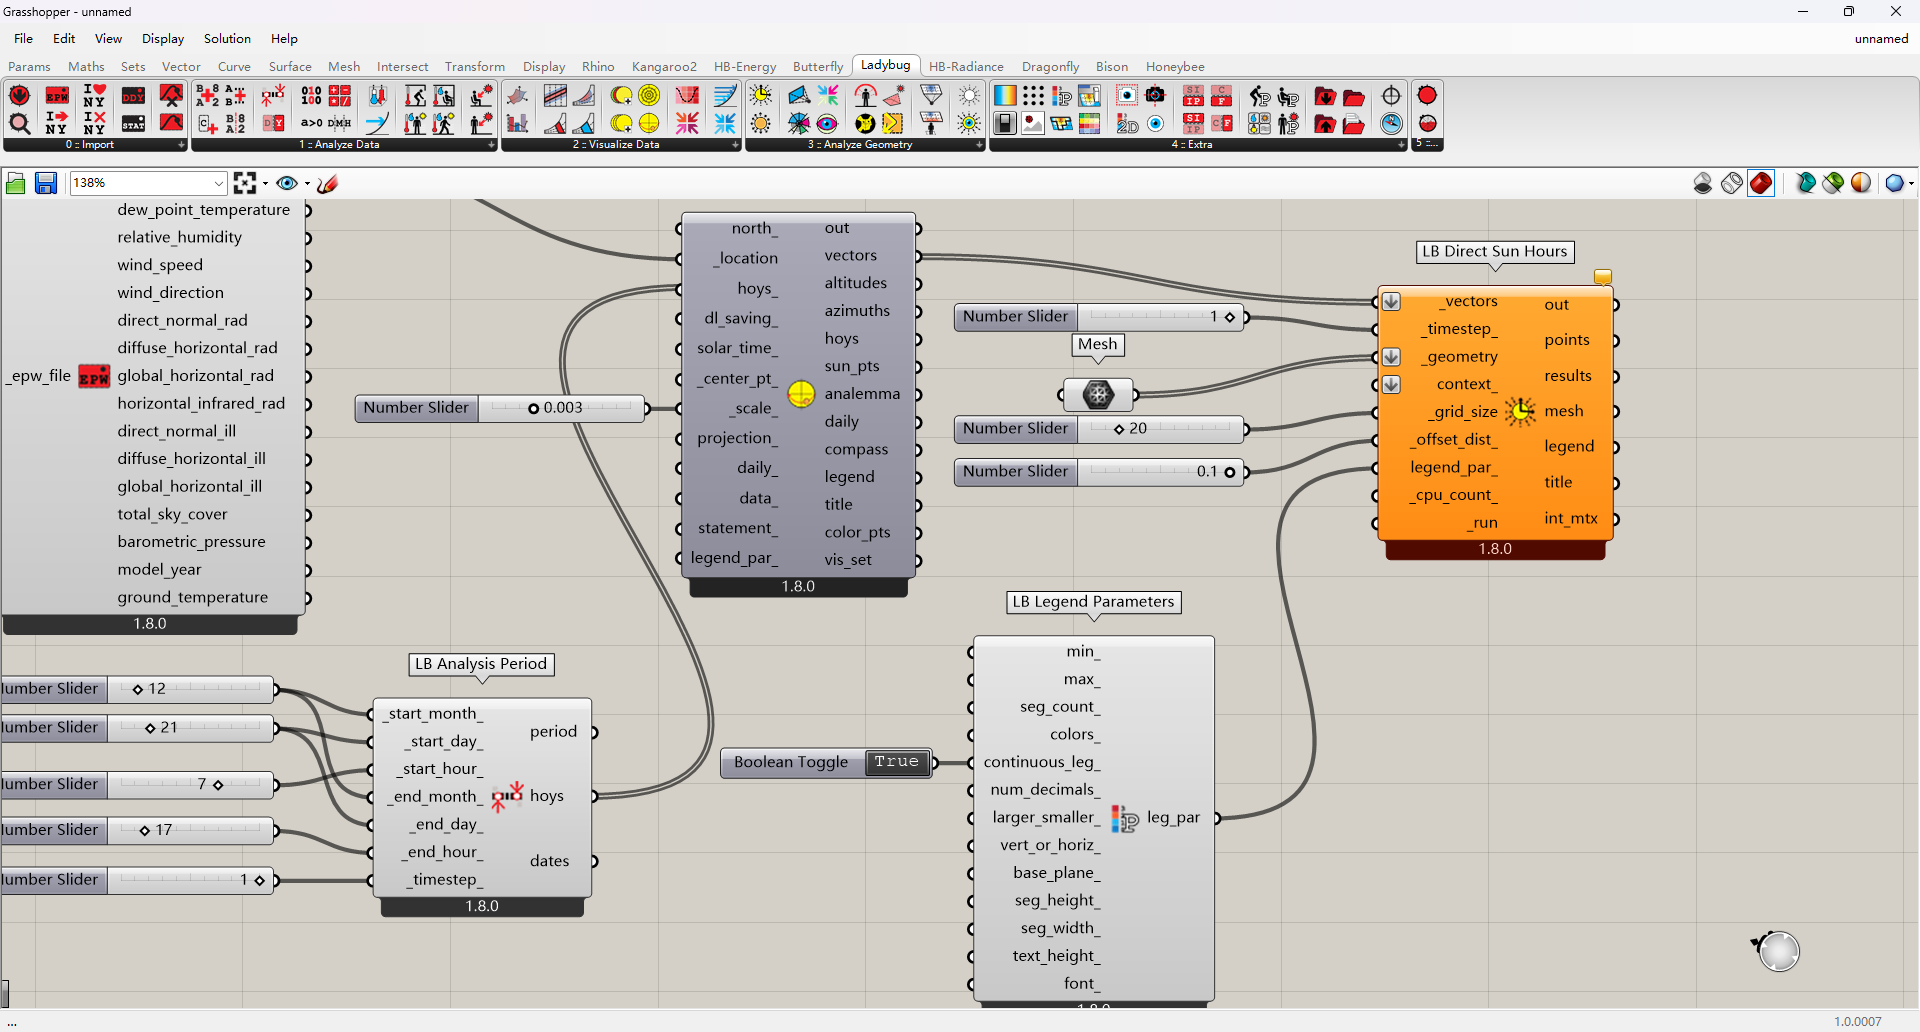 Grasshopper - unnamed
File Edit View Display Solution Help unnamed
Params Maths Sets Vector Curve Surface Mesh Intersect Transform Display Rhino Kangaroo2 HB-Energy Butterfly Ladybug HB-Radiance Dragonfly Bison Honeybee
0 :: Import 1 :: Analyze Data 2 :: Visualize Data 3 :: Analyze Geometry 4 :: Extra 5 ::...
138%
dew_point_temperature
relative_humidity
wind_speed
wind_direction
direct_normal_rad
diffuse_horizontal_rad
_epw_file EPW global_horizontal_rad
horizontal_infrared_rad
direct_normal_ill
diffuse_horizontal_ill
global_horizontal_ill
total_sky_cover
barometric_pressure
model_year
ground_temperature
1.8.0
Number Slider 0.003
north_ out
_location vectors
hoys_ altitudes
dl_saving_ azimuths
solar_time_ hoys
_center_pt_ sun_pts
_scale_ analemma
projection_ daily
daily_ compass
data_ legend
statement_ title
legend_par_ color_pts
vis_set
1.8.0
Number Slider 1
Mesh
Number Slider 20
Number Slider 0.1
LB Direct Sun Hours
_vectors out
_timestep_ points
_geometry results
context_ mesh
_grid_size legend
_offset_dist_ title
legend_par_ int_mtx
_cpu_count_
_run
1.8.0
LB Analysis Period
umber Slider 12
umber Slider 21
umber Slider 7
umber Slider 17
umber Slider 1
_start_month_ period
_start_day_ hoys
_start_hour_ dates
_end_month_
_end_day_
_end_hour_
_timestep_
1.8.0
Boolean Toggle True
LB Legend Parameters
min_
max_
seg_count_
colors_
continuous_leg_
num_decimals_
larger_smaller_ leg_par
vert_or_horiz_
base_plane_
seg_height_
seg_width_
text_height_
font_
...
1.0.0007